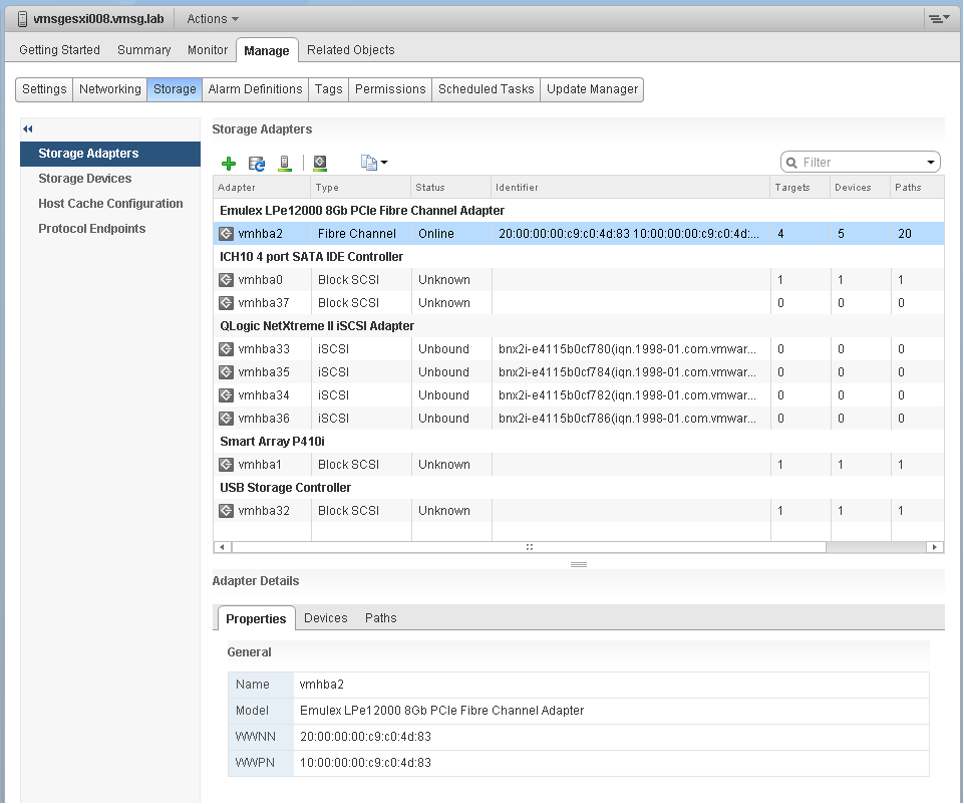 vmsgesxi008.vmsg.lab Actions
Getting Started Summary Monitor Manage Related Objects
Settings Networking Storage Alarm Definitions Tags Permissions Scheduled Tasks Update Manager
Storage Adapters
Storage Devices
Host Cache Configuration
Protocol Endpoints
Storage Adapters
Filter
Adapter Type Status Identifier Targets Devices Paths
Emulex LPe12000 8Gb PCIe Fibre Channel Adapter
vmhba2 Fibre Channel Online 20:00:00:00:c9:c0:4d:83 10:00:00:00:c9:c0:4d:... 4 5 20
ICH10 4 port SATA IDE Controller
vmhba0 Block SCSI Unknown 1 1 1
vmhba37 Block SCSI Unknown 0 0 0
QLogic NetXtreme II iSCSI Adapter
vmhba33 iSCSI Unbound bnx2i-e4115b0cf780(iqn.1998-01.com.vmwar... 0 0 0
vmhba35 iSCSI Unbound bnx2i-e4115b0cf784(iqn.1998-01.com.vmwar... 0 0 0
vmhba34 iSCSI Unbound bnx2i-e4115b0cf782(iqn.1998-01.com.vmwar... 0 0 0
vmhba36 iSCSI Unbound bnx2i-e4115b0cf786(iqn.1998-01.com.vmwar... 0 0 0
Smart Array P410i
vmhba1 Block SCSI Unknown 1 1 1
USB Storage Controller
vmhba32 Block SCSI Unknown 1 1 1
Adapter Details
Properties Devices Paths
General
Name vmhba2
Model Emulex LPe12000 8Gb PCIe Fibre Channel Adapter
WWNN 20:00:00:00:c9:c0:4d:83
WWPN 10:00:00:00:c9:c0:4d:83